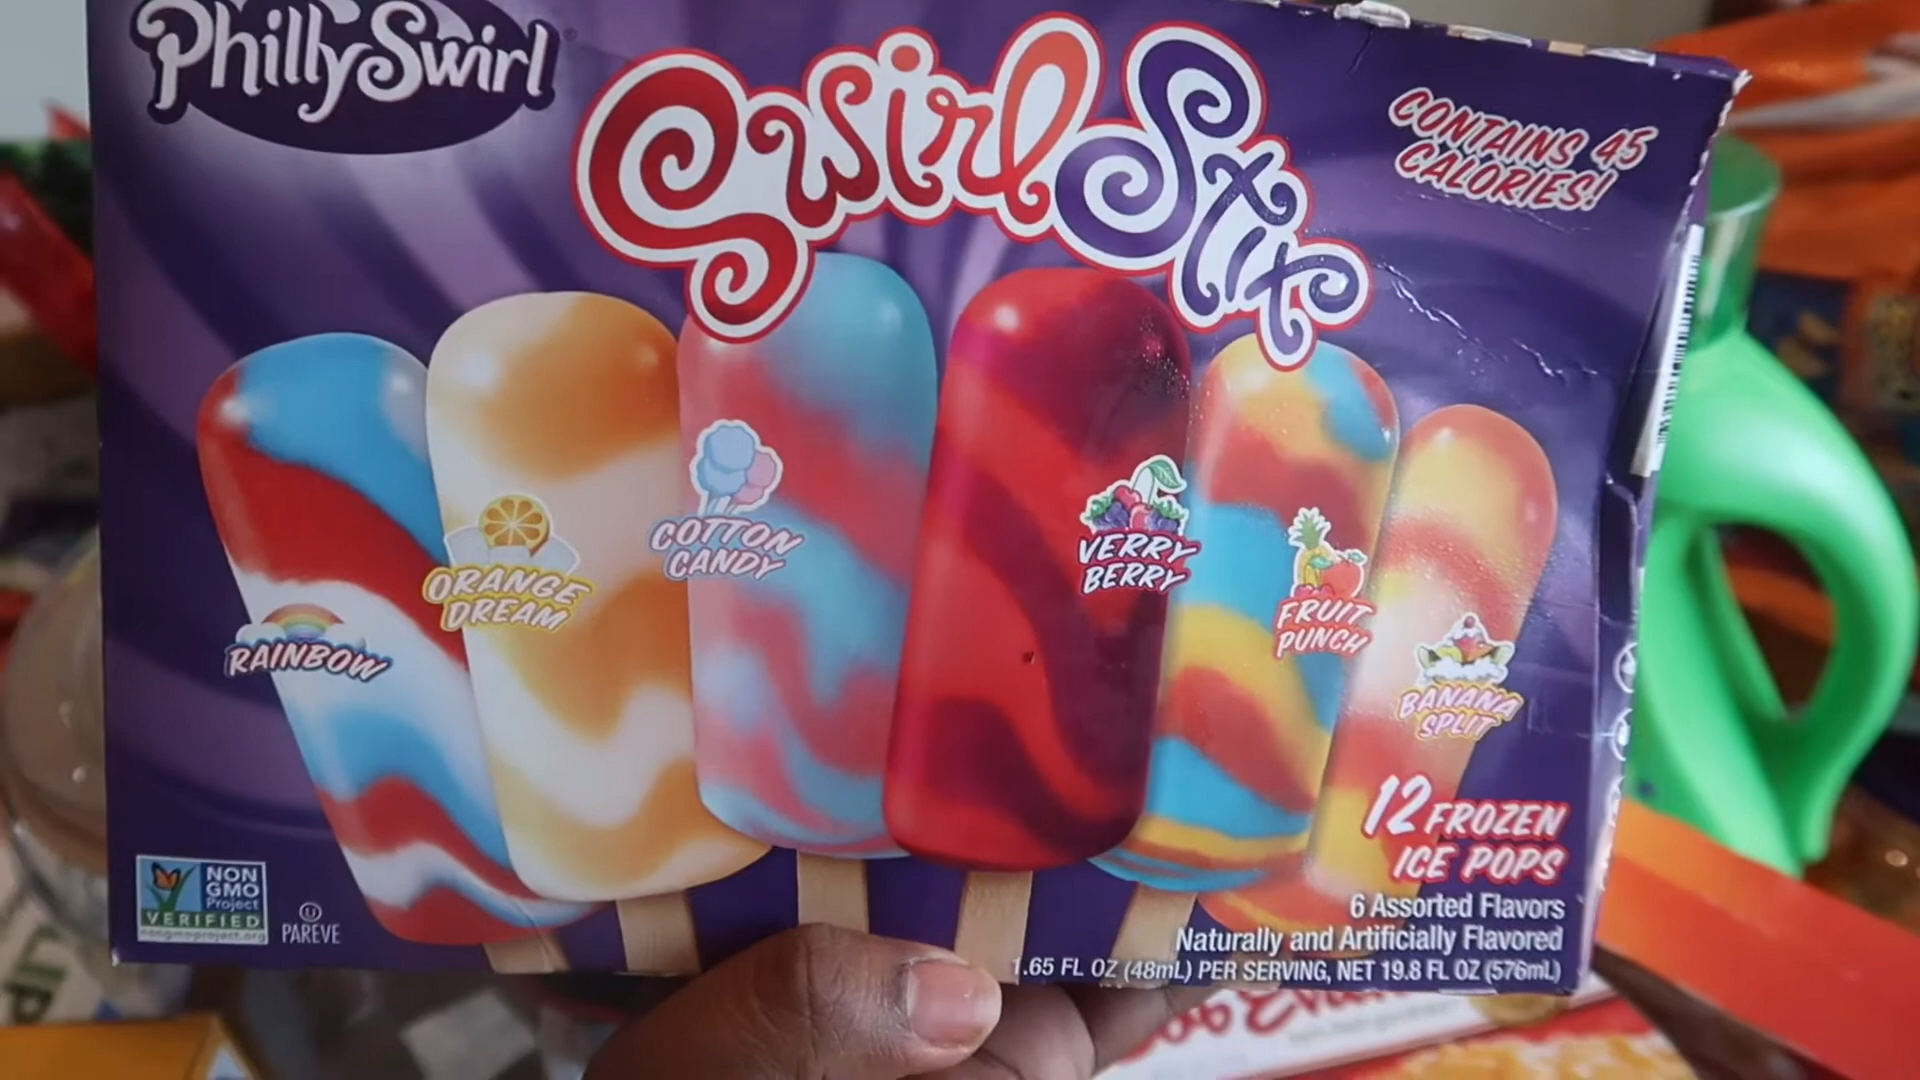 PhillySwirl
Swirl Stix
CONTAINS 45
CALORIES!
RAINBOW
ORANGE
DREAM
COTTON
CANDY
VERRY
BERRY
FRUIT
PUNCH
BANANA
SPLIT
12 FROZEN
ICE POPS
6 Assorted Flavors
Naturally and Artificially Flavored
1.65 FL OZ (48mL) PER SERVING, NET 19.8 FL OZ (576mL)
NON
GMO
Project
VERIFIED
nongmoproject.org
U
PAREVE